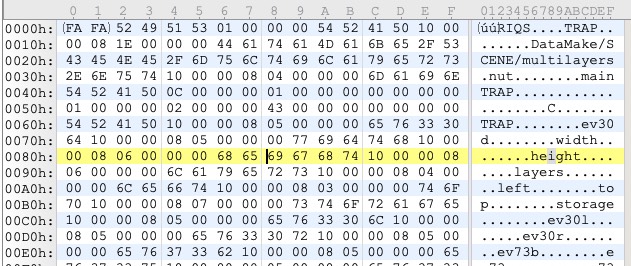 0 1 2 3 4 5 6 7 8 9 A B C D E F 0123456789ABCDEF
0000h: (FA FA) 52 49 51 53 01 00 00 00 54 52 41 50 10 00 (úúRIQS....TRAP..
0010h: 00 08 1E 00 00 00 44 61 74 61 4D 61 6B 65 2F 53 ......DataMake/S
0020h: 43 45 4E 45 2F 6D 75 6C 74 69 6C 61 79 65 72 73 CENE/multilayers
0030h: 2E 6E 75 74 10 00 00 08 04 00 00 00 6D 61 69 6E .nut........main
0040h: 54 52 41 50 0C 00 00 00 01 00 00 00 00 00 00 00 TRAP............
0050h: 01 00 00 00 02 00 00 00 43 00 00 00 00 00 00 00 ........C.......
0060h: 54 52 41 50 10 00 00 08 05 00 00 00 65 76 33 30 TRAP........ev30
0070h: 64 10 00 00 08 05 00 00 00 77 69 64 74 68 10 00 d........width..
0080h: 00 08 06 00 00 00 68 65 69 67 68 74 10 00 00 08 ......height....
0090h: 06 00 00 00 6C 61 79 65 72 73 10 00 00 08 04 00 ....layers......
00A0h: 00 00 6C 65 66 74 10 00 00 08 03 00 00 00 74 6F ..left........to
00B0h: 70 10 00 00 08 07 00 00 00 73 74 6F 72 61 67 65 p........storage
00C0h: 10 00 00 08 05 00 00 00 65 76 33 30 6C 10 00 00 ........ev30l...
00D0h: 08 05 00 00 00 65 76 33 30 72 10 00 00 08 05 00 .....ev30r......
00E0h: 00 00 65 76 37 33 62 10 00 00 08 05 00 00 00 65 ..ev73b........e